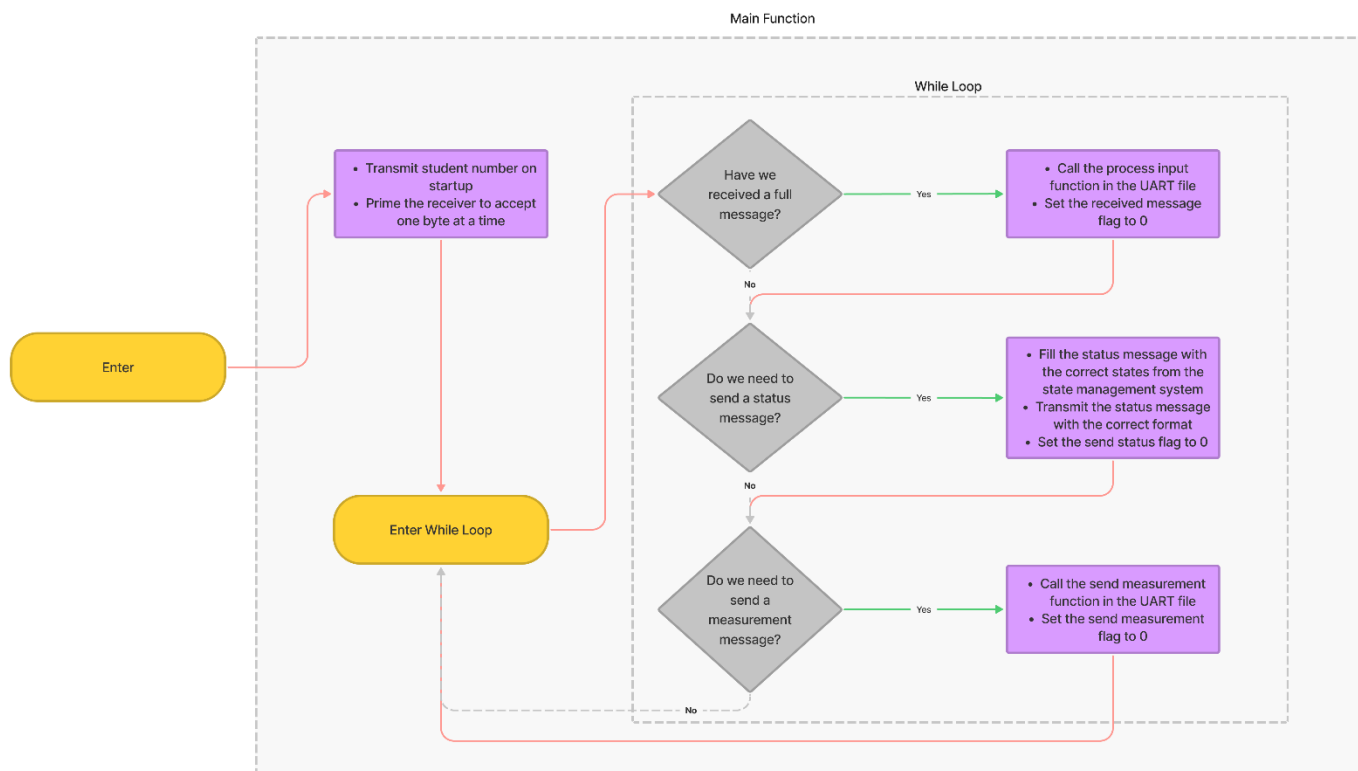 Main Function
While Loop
• Transmit student number on
startup
• Prime the receiver to accept
one byte at a time
Have we
received a full
message?
Yes
• Call the process input
function in the UART file
• Set the received message
flag to 0
No
Enter
Do we need to
send a status
message?
Yes
• Fill the status message with
the correct states from the
state management system
• Transmit the status message
with the correct format
• Set the send status flag to 0
No
Enter While Loop
Do we need to
send a
measurement
message?
Yes
• Call the send measurement
function in the UART file
• Set the send measurement
flag to 0
No